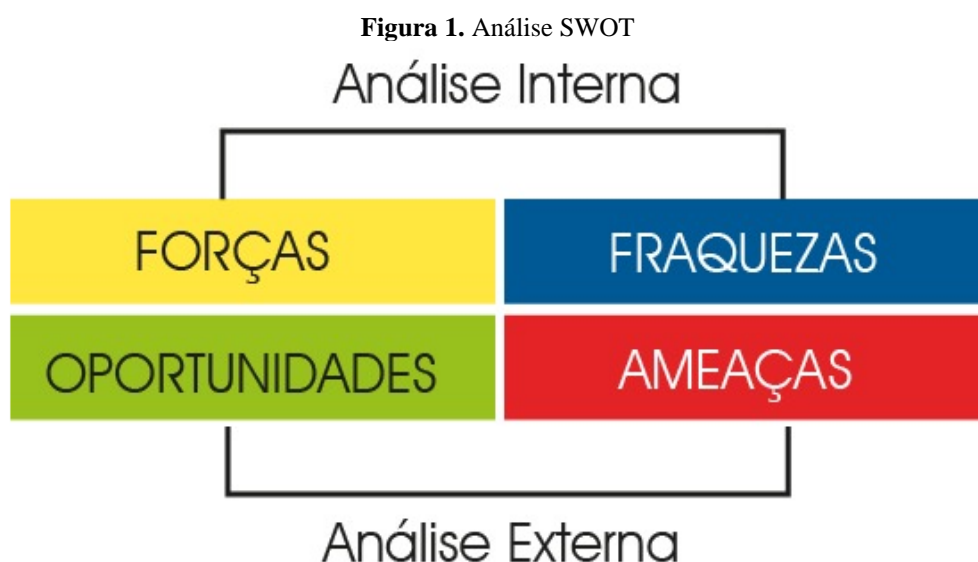 Figura 1. Análise SWOT
Análise Interna
FORÇAS
FRAQUEZAS
OPORTUNIDADES
AMEAÇAS
Análise Externa